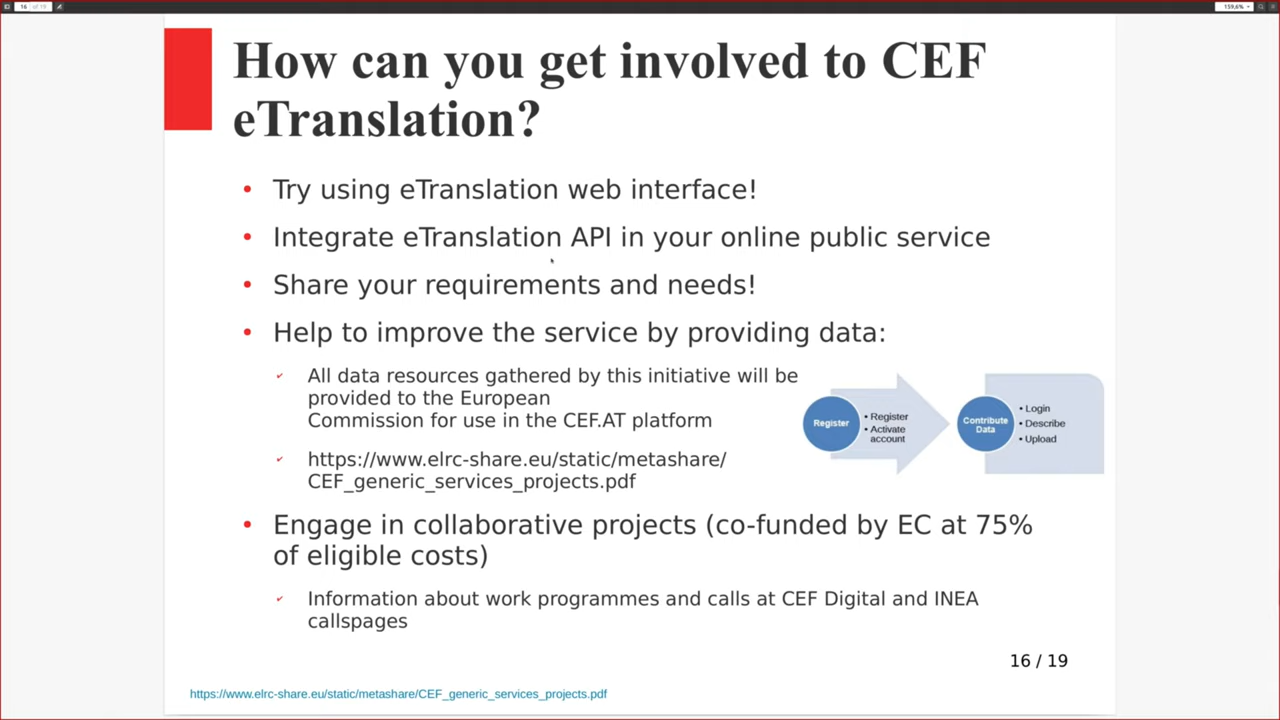 16 of 19
159,6%
How can you get involved to CEF
eTranslation?
• Try using eTranslation web interface!
• Integrate eTranslation API in your online public service
• Share your requirements and needs!
• Help to improve the service by providing data:
✔ All data resources gathered by this initiative will be
provided to the European
Commission for use in the CEF.AT platform
✔ https://www.elrc-share.eu/static/metashare/
CEF_generic_services_projects.pdf
Register
• Register
• Activate
account
Contribute
Data
• Login
• Describe
• Upload
• Engage in collaborative projects (co-funded by EC at 75%
of eligible costs)
✔ Information about work programmes and calls at CEF Digital and INEA
callspages
16 / 19
https://www.elrc-share.eu/static/metashare/CEF_generic_services_projects.pdf